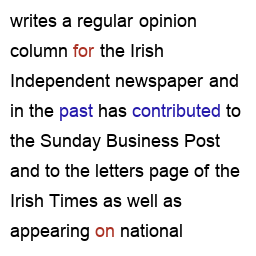 writes a regular opinion
column for the Irish
Independent newspaper and
in the past has contributed to
the Sunday Business Post
and to the letters page of the
Irish Times as well as
appearing on national